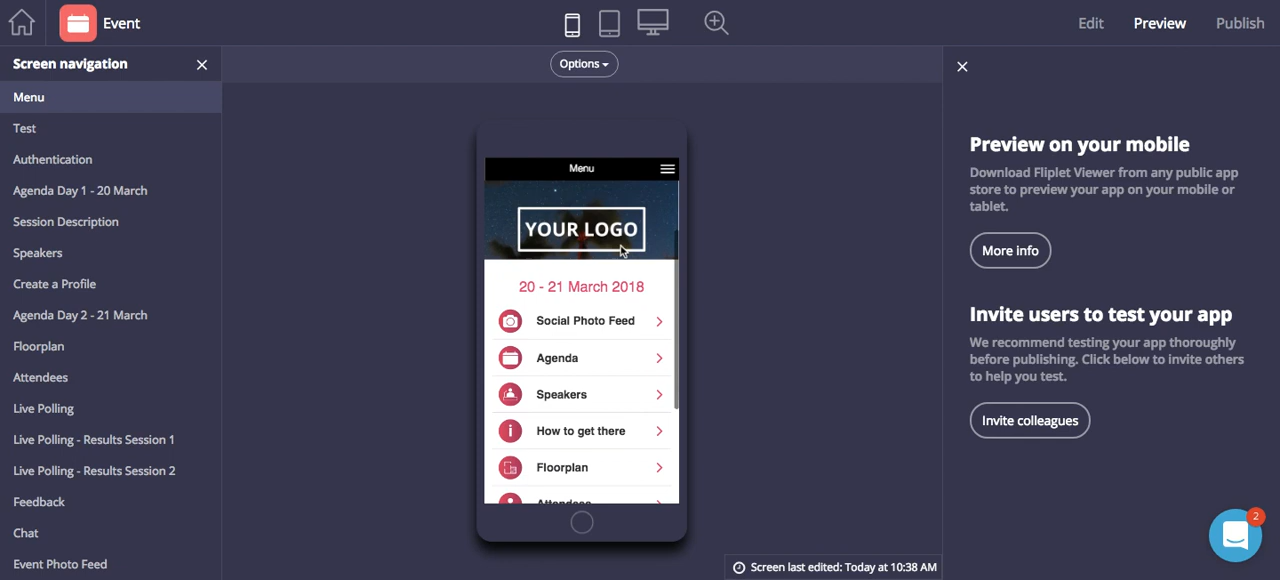 Event
Edit
Preview
Publish
Screen navigation
Options
Menu
Test
Authentication
Agenda Day 1 - 20 March
Session Description
Speakers
Create a Profile
Agenda Day 2 - 21 March
Floorplan
Attendees
Live Polling
Live Polling - Results Session 1
Live Polling - Results Session 2
Feedback
Chat
Event Photo Feed
Menu
YOUR LOGO
20 - 21 March 2018
Social Photo Feed
Agenda
Speakers
How to get there
Floorplan
Attendees
Screen last edited: Today at 10:38 AM
Preview on your mobile
Download Fliplet Viewer from any public app
store to preview your app on your mobile or
tablet.
More info
Invite users to test your app
We recommend testing your app thoroughly
before publishing. Click below to invite others
to help you test.
Invite colleagues
2